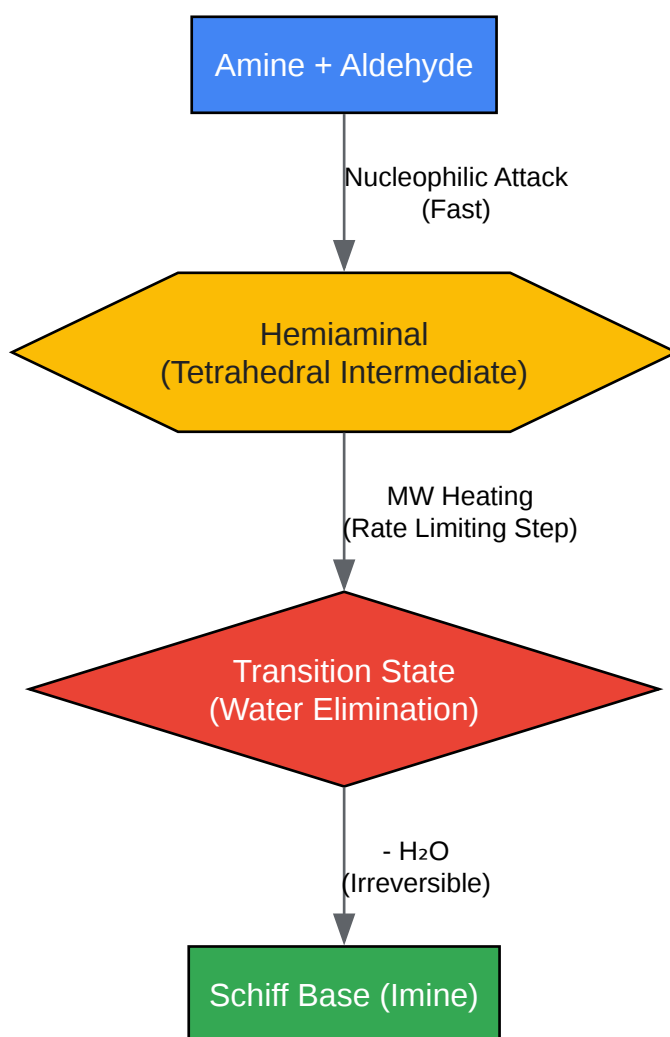 Amine + Aldehyde
Nucleophilic Attack
(Fast)
Hemiaminal
(Tetrahedral Intermediate)
MW Heating
(Rate Limiting Step)
Transition State
(Water Elimination)
- H₂O
(Irreversible)
Schiff Base (Imine)